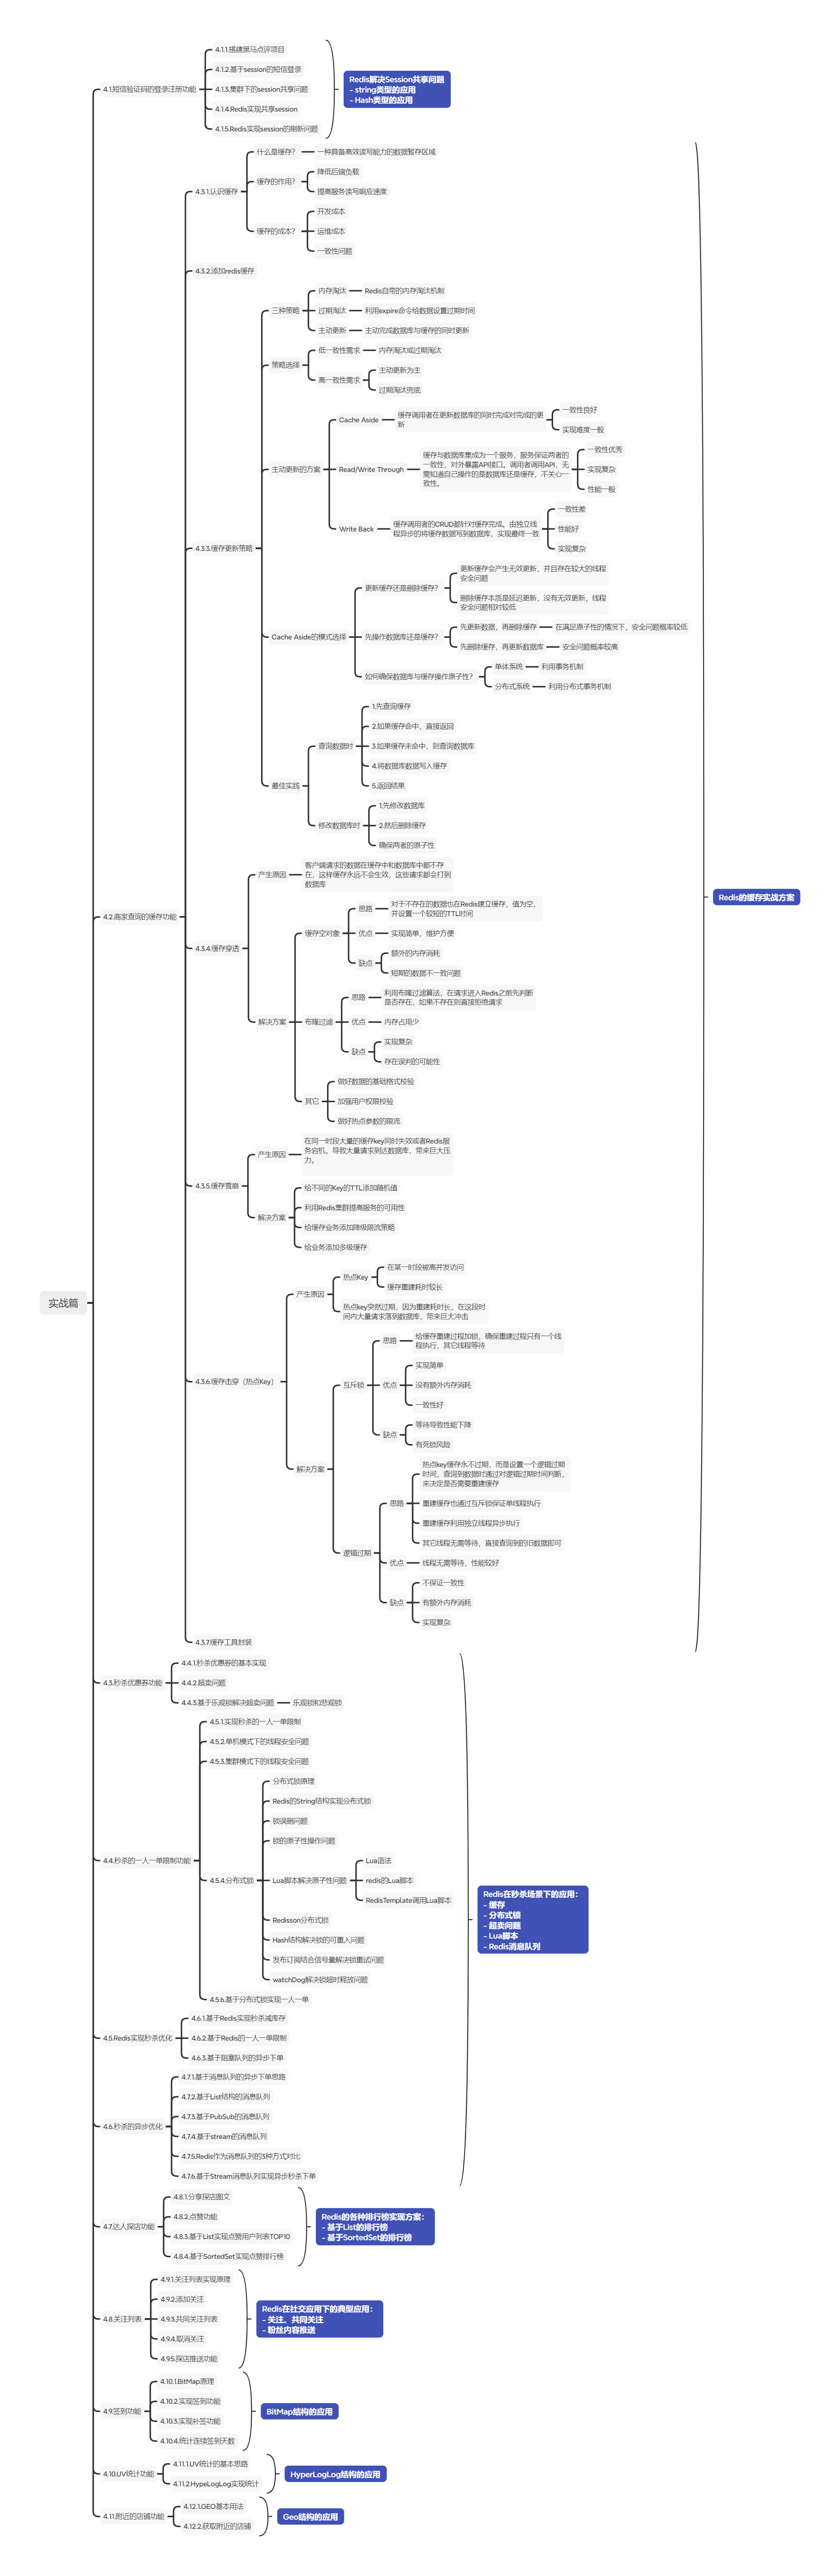 实战篇
4.1.短信验证码的登录注册功能
4.1.1.搭建黑马点评项目
4.1.2.基于session的短信登录
4.1.3.集群下的session共享问题
4.1.4.Redis实现共享session
4.1.5.Redis实现session的刷新问题
Redis解决Session共享问题
- string类型的应用
- Hash类型的应用
4.2.商家查询的缓存功能
4.3.1.认识缓存
什么是缓存？
一种具备高效读写能力的数据暂存区域
缓存的作用？
降低后端负载
提高服务读写响应速度
缓存的成本？
开发成本
运维成本
一致性问题
4.3.2.添加redis缓存
4.3.3.缓存更新策略
三种策略
内存淘汰
Redis自带的内存淘汰机制
过期淘汰
利用expire命令给数据设置过期时间
主动更新
主动完成数据库与缓存的同时更新
策略选择
低一致性需求
内存淘汰或过期淘汰
高一致性需求
主动更新为主
过期淘汰兜底
主动更新的方案
Cache Aside
缓存调用者在更新数据库的同时完成对完成的更
新
一致性良好
实现难度一般
Read/Write Through
缓存与数据库集成为一个服务，服务保证两者的
一致性，对外暴露API接口。调用者调用API，无
需知道自己操作的是数据库还是缓存，不关心一
致性。
一致性优秀
实现复杂
性能一般
Write Back
缓存调用者的CRUD都针对缓存完成。由独立线
程异步的将缓存数据写到数据库，实现最终一致
一致性差
性能好
实现复杂
Cache Aside的模式选择
更新缓存还是删除缓存？
更新缓存会产生无效更新，并且存在较大的线程
安全问题
删除缓存本质是延迟更新，没有无效更新，线程
安全问题相对较低
先操作数据库还是缓存？
先更新数据，再删除缓存
在满足原子性的情况下，安全问题概率较低
先删除缓存，再更新数据库
安全问题概率较高
如何确保数据库与缓存操作原子性？
单体系统
利用事务机制
分布式系统
利用分布式事务机制
最佳实践
查询数据时
1.先查询缓存
2.如果缓存命中，直接返回
3.如果缓存未命中，则查询数据库
4.将数据库数据写入缓存
5.返回结果
修改数据库时
1.先修改数据库
2.然后删除缓存
确保两者的原子性
4.3.4.缓存穿透
产生原因
客户端请求的数据在缓存中和数据库中都不存
在，这样缓存永远不会生效，这些请求都会打到
数据库
解决方案
缓存空对象
思路
对于不存在的数据也在Redis建立缓存，值为空，
并设置一个较短的TTL时间
优点
实现简单，维护方便
缺点
额外的内存消耗
短期的数据不一致问题
布隆过滤
思路
利用布隆过滤算法，在请求进入Redis之前先判断
是否存在，如果不存在则直接拒绝请求
优点
内存占用少
缺点
实现复杂
存在误判的可能性
其它
做好数据的基础格式校验
加强用户权限校验
做好热点参数的限流
4.3.5.缓存雪崩
产生原因
在同一时段大量的缓存key同时失效或者Redis服
务宕机，导致大量请求到达数据库，带来巨大压
力。
解决方案
给不同的Key的TTL添加随机值
利用Redis集群提高服务的可用性
给缓存业务添加降级限流策略
给业务添加多级缓存
4.3.6.缓存击穿（热点Key）
产生原因
热点Key
在某一时段被高并发访问
缓存重建耗时较长
热点key突然过期，因为重建耗时长，在这段时
间内大量请求落到数据库，带来巨大冲击
解决方案
互斥锁
思路
给缓存重建过程加锁，确保重建过程只有一个线
程执行，其它线程等待
优点
实现简单
没有额外内存消耗
一致性好
缺点
等待导致性能下降
有死锁风险
逻辑过期
思路
热点key缓存永不过期，而是设置一个逻辑过期
时间，查询到数据时通过对逻辑过期时间判断，
来决定是否需要重建缓存
重建缓存也通过互斥锁保证单线程执行
重建缓存利用独立线程异步执行
其它线程无需等待，直接查询到的旧数据即可
优点
线程无需等待，性能较好
缺点
不保证一致性
有额外内存消耗
实现复杂
4.3.7.缓存工具封装
Redis的缓存实战方案
4.3.秒杀优惠券功能
4.4.1.秒杀优惠券的基本实现
4.4.2.超卖问题
4.4.3.基于乐观锁解决超卖问题
乐观锁和悲观锁
4.4.秒杀的一人一单限制功能
4.5.1.实现秒杀的一人一单限制
4.5.2.单机模式下的线程安全问题
4.5.3.集群模式下的线程安全问题
4.5.4.分布式锁
分布式锁原理
Redis的String结构实现分布式锁
锁误删问题
锁的原子性操作问题
Lua脚本解决原子性问题
Lua语法
redis的Lua脚本
RedisTemplate调用Lua脚本
Redisson分布式锁
Hash结构解决锁的可重入问题
发布订阅结合信号量解决锁重试问题
watchDog解决锁超时释放问题
4.5.6.基于分布式锁实现一人一单
4.5.Redis实现秒杀优化
4.6.1.基于Redis实现秒杀减库存
4.6.2.基于Redis的一人一单限制
4.6.3.基于阻塞队列的异步下单
4.6.秒杀的异步优化
4.7.1.基于消息队列的异步下单思路
4.7.2.基于List结构的消息队列
4.7.3.基于PubSub的消息队列
4.7.4.基于stream的消息队列
4.7.5.Redis作为消息队列的3种方式对比
4.7.6.基于Stream消息队列实现异步秒杀下单
Redis在秒杀场景下的应用：
- 缓存
- 分布式锁
- 超卖问题
- Lua脚本
- Redis消息队列
4.7.达人探店功能
4.8.1.分享探店图文
4.8.2.点赞功能
4.8.3.基于List实现点赞用户列表TOP10
4.8.4.基于SortedSet实现点赞排行榜
Redis的各种排行榜实现方案：
- 基于List的排行榜
- 基于SortedSet的排行榜
4.8.关注列表
4.9.1.关注列表实现原理
4.9.2.添加关注
4.9.3.共同关注列表
4.9.4.取消关注
4.9.5.探店推送功能
Redis在社交应用下的典型应用：
- 关注、共同关注
- 粉丝内容推送
4.9.签到功能
4.10.1.BitMap原理
4.10.2.实现签到功能
4.10.3.实现补签功能
4.10.4.统计连续签到天数
BitMap结构的应用
4.10.UV统计功能
4.11.1.UV统计的基本思路
4.11.2.HypeLogLog实现统计
HyperLogLog结构的应用
4.11.附近的店铺功能
4.12.1.GEO基本用法
4.12.2.获取附近的店铺
Geo结构的应用